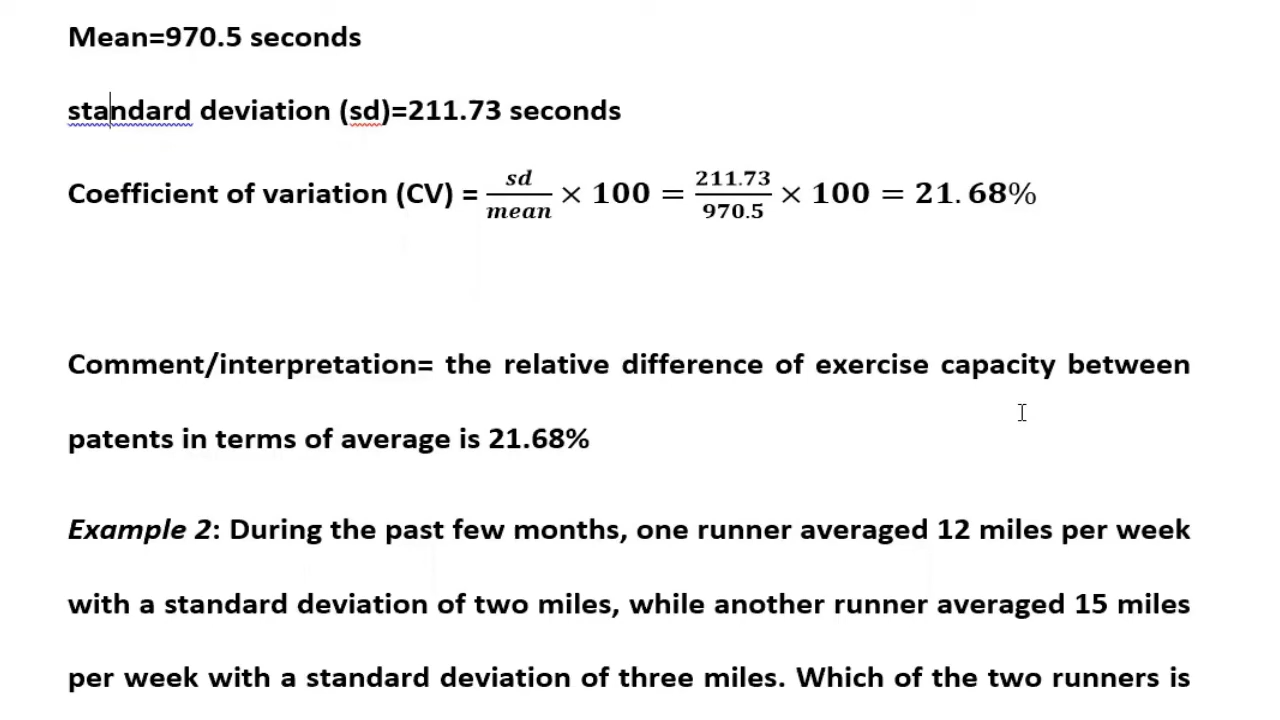 Mean=970.5 seconds
standard deviation (sd)=211.73 seconds
Coefficient of variation (CV) = sd/mean × 100 = 211.73/970.5 × 100 = 21.68%
Comment/interpretation= the relative difference of exercise capacity between
patents in terms of average is 21.68%
Example 2: During the past few months, one runner averaged 12 miles per week
with a standard deviation of two miles, while another runner averaged 15 miles
per week with a standard deviation of three miles. Which of the two runners is